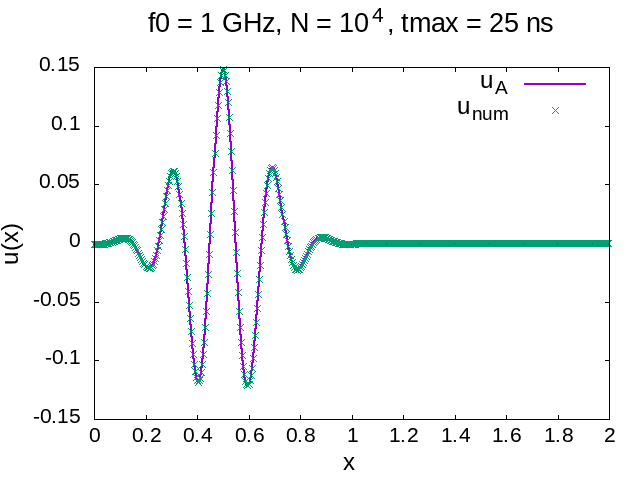 f0 = 1 GHz, N = 10^4, tmax = 25 ns
u_A
u_num
0.15
0.1
0.05
0
-0.05
-0.1
-0.15
u(x)
0 0.2 0.4 0.6 0.8 1 1.2 1.4 1.6 1.8 2
x